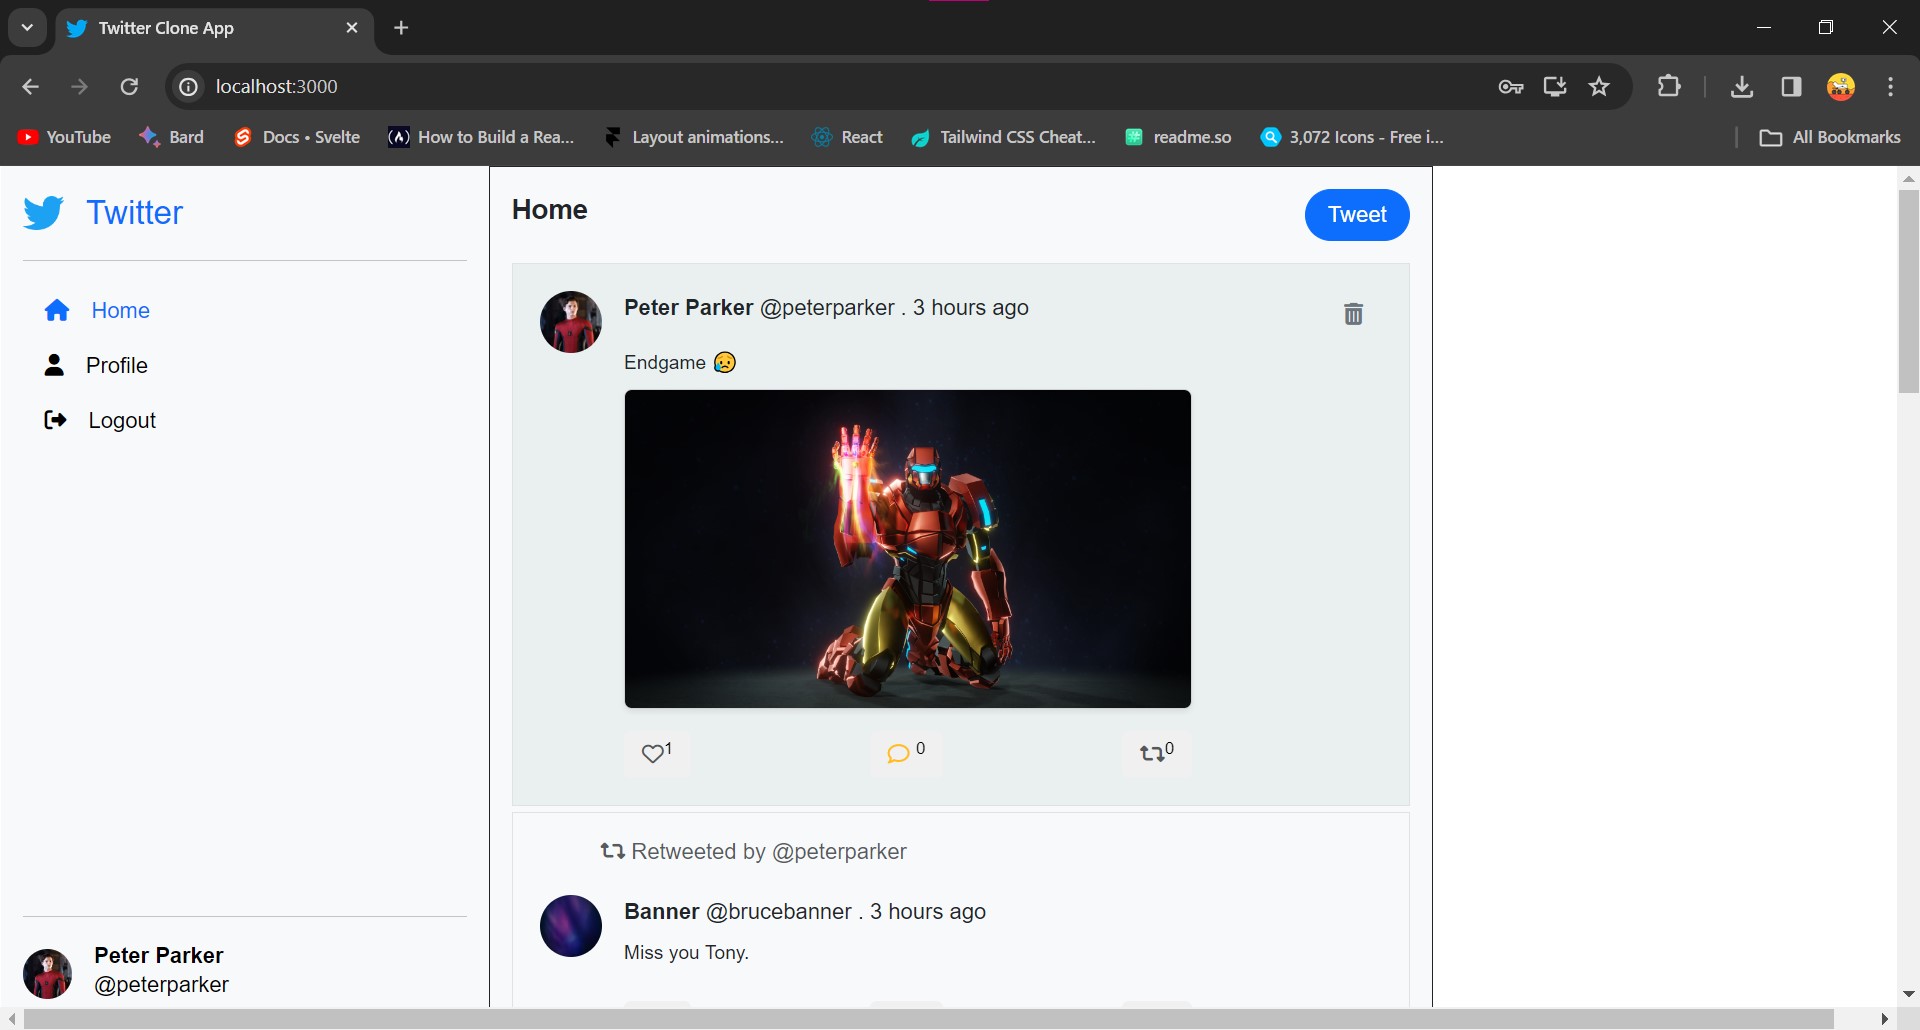 Twitter Clone App
localhost:3000
YouTube Bard Docs • Svelte How to Build a Rea... Layout animations... React Tailwind CSS Cheat... readme.so 3,072 Icons - Free i... All Bookmarks
Twitter
Home
Profile
Logout
Peter Parker
@peterparker
Home
Tweet
Peter Parker @peterparker . 3 hours ago
Endgame 😥
1 0 0
Retweeted by @peterparker
Banner @brucebanner . 3 hours ago
Miss you Tony.